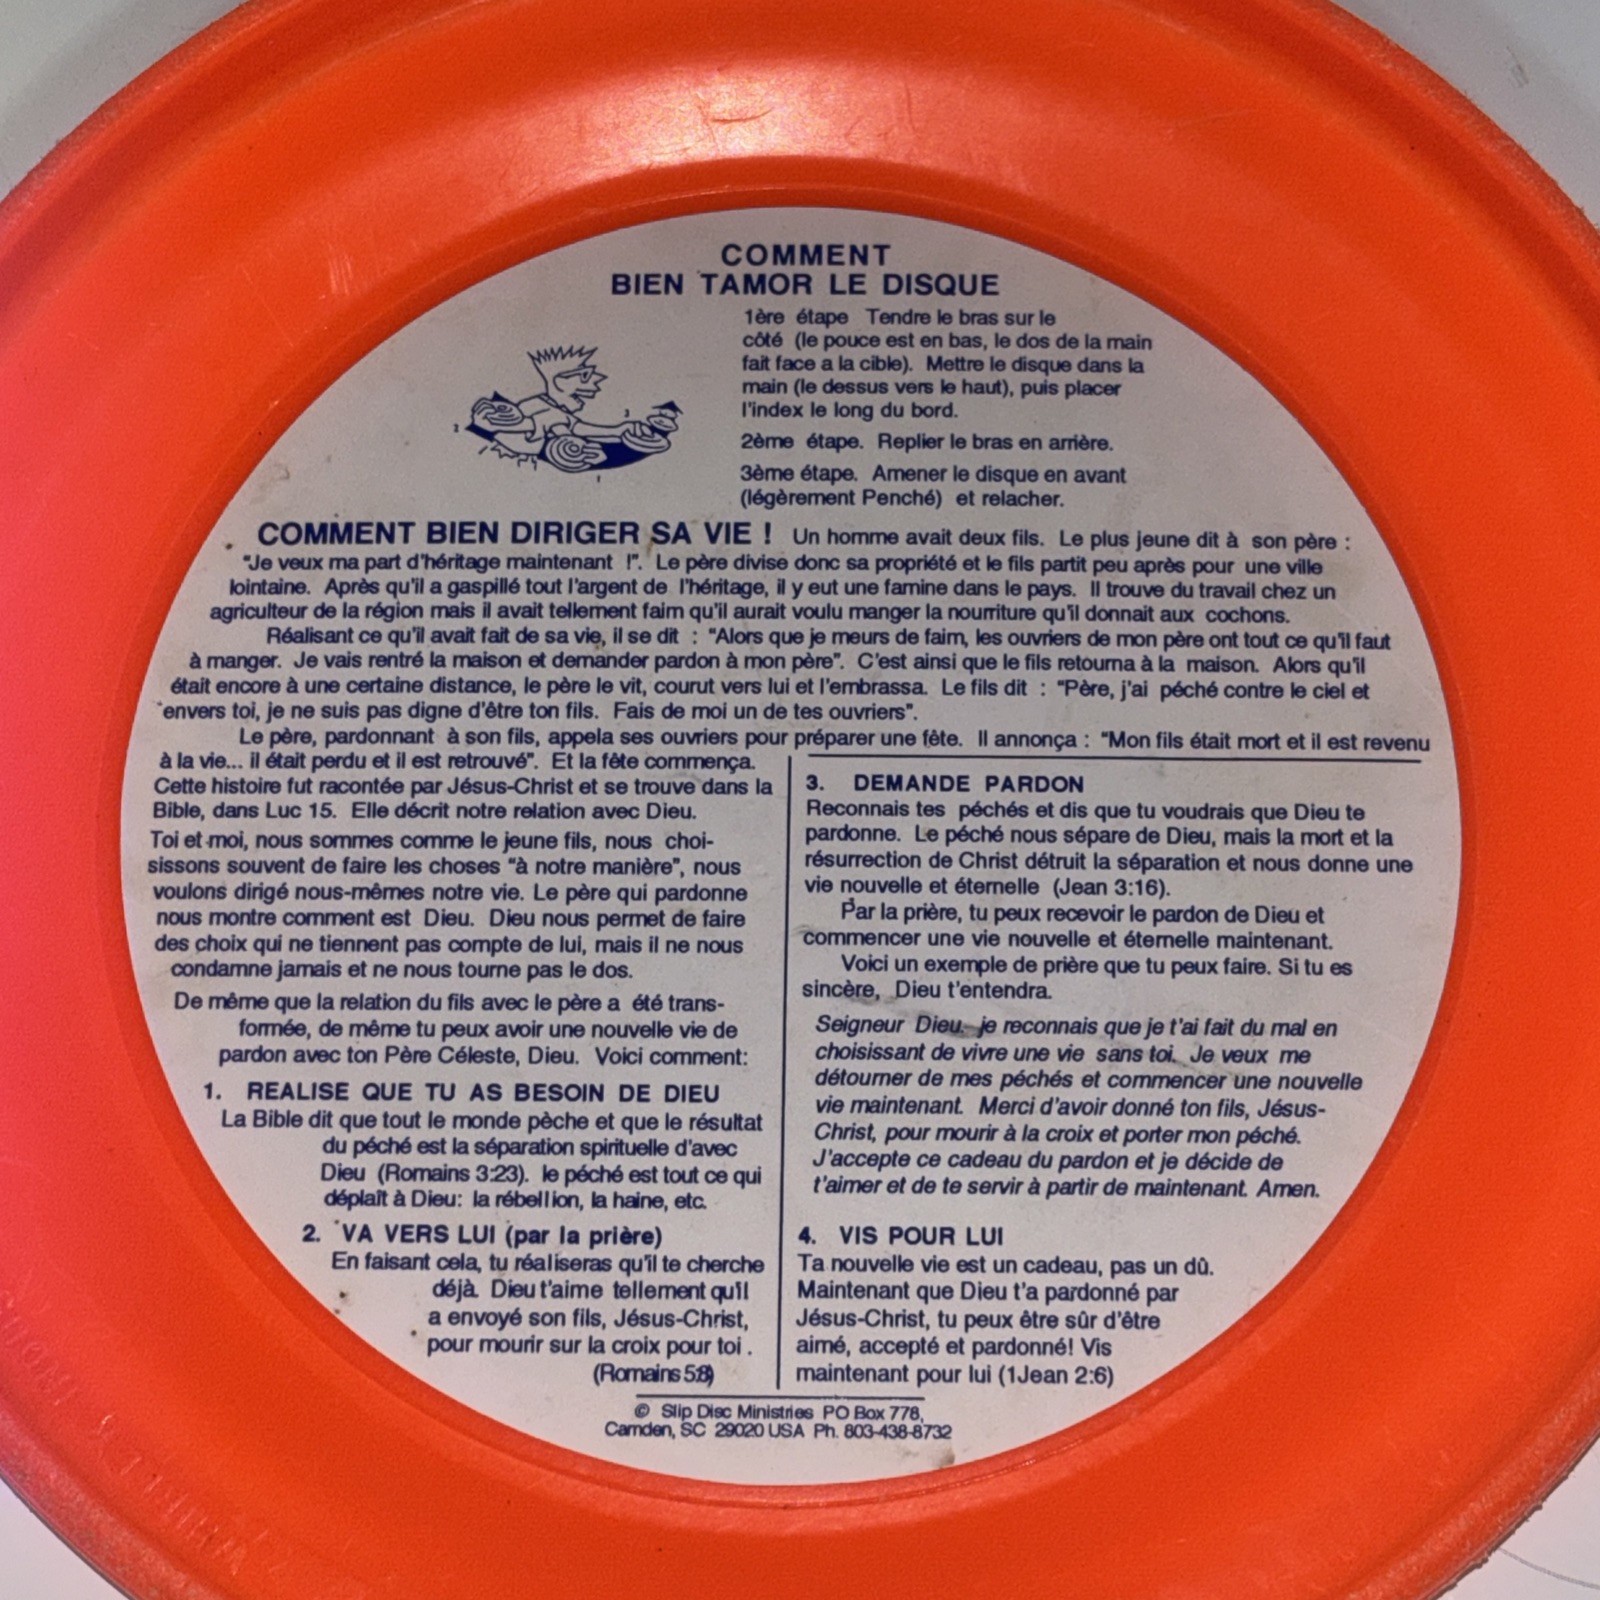 COMMENT
BIEN TAMOR LE DISQUE
1ère étape Tendre le bras sur le
côté (le pouce est en bas, le dos de la main
fait face a la cible). Mettre le disque dans la
main (le dessus vers le haut), puis placer
l'index le long du bord.
2ème étape. Replier le bras en arrière.
3ème étape. Amener le disque en avant
(légèrement Penché) et relacher.
2
3
1
COMMENT BIEN DIRIGER SA VIE ! Un homme avait deux fils. Le plus jeune dit à son père :
“Je veux ma part d'héritage maintenant !”. Le père divise donc sa propriété et le fils partit peu après pour une ville
lointaine. Après qu'il a gaspillé tout l'argent de l'héritage, il y eut une famine dans le pays. Il trouve du travail chez un
agriculteur de la région mais il avait tellement faim qu'il aurait voulu manger la nourriture qu'il donnait aux cochons.
Réalisant ce qu'il avait fait de sa vie, il se dit : “Alors que je meurs de faim, les ouvriers de mon père ont tout ce qu'il faut
à manger. Je vais rentré la maison et demander pardon à mon père”. C'est ainsi que le fils retourna à la maison. Alors qu'il
était encore à une certaine distance, le père le vit, courut vers lui et l'embrassa. Le fils dit : “Père, j'ai péché contre le ciel et
envers toi, je ne suis pas digne d'être ton fils. Fais de moi un de tes ouvriers”.
Le père, pardonnant à son fils, appela ses ouvriers pour préparer une fête. Il annonça : “Mon fils était mort et il est revenu
à la vie... il était perdu et il est retrouvé”. Et la fête commença.
Cette histoire fut racontée par Jésus-Christ et se trouve dans la
Bible, dans Luc 15. Elle décrit notre relation avec Dieu.
Toi et moi, nous sommes comme le jeune fils, nous choi-
sissons souvent de faire les choses “à notre manière”, nous
voulons dirigé nous-mêmes notre vie. Le père qui pardonne
nous montre comment est Dieu. Dieu nous permet de faire
des choix qui ne tiennent pas compte de lui, mais il ne nous
condamne jamais et ne nous tourne pas le dos.
De même que la relation du fils avec le père a été trans-
formée, de même tu peux avoir une nouvelle vie de
pardon avec ton Père Céleste, Dieu. Voici comment:
1. REALISE QUE TU AS BESOIN DE DIEU
La Bible dit que tout le monde pèche et que le résultat
du péché est la séparation spirituelle d'avec
Dieu (Romains 3:23). le péché est tout ce qui
déplaît à Dieu: la rébellion, la haine, etc.
2. VA VERS LUI (par la prière)
En faisant cela, tu réaliseras qu'il te cherche
déjà. Dieu t'aime tellement qu'il
a envoyé son fils, Jésus-Christ,
pour mourir sur la croix pour toi .
(Romains 5:8)
3. DEMANDE PARDON
Reconnais tes péchés et dis que tu voudrais que Dieu te
pardonne. Le péché nous sépare de Dieu, mais la mort et la
résurrection de Christ détruit la séparation et nous donne une
vie nouvelle et éternelle (Jean 3:16).
Par la prière, tu peux recevoir le pardon de Dieu et
commencer une vie nouvelle et éternelle maintenant.
Voici un exemple de prière que tu peux faire. Si tu es
sincère, Dieu t'entendra.
Seigneur Dieu, je reconnais que je t'ai fait du mal en
choisissant de vivre une vie sans toi. Je veux me
détourner de mes péchés et commencer une nouvelle
vie maintenant. Merci d'avoir donné ton fils, Jésus-
Christ, pour mourir à la croix et porter mon péché.
J'accepte ce cadeau du pardon et je décide de
t'aimer et de te servir à partir de maintenant. Amen.
4. VIS POUR LUI
Ta nouvelle vie est un cadeau, pas un dû.
Maintenant que Dieu t'a pardonné par
Jésus-Christ, tu peux être sûr d'être
aimé, accepté et pardonné! Vis
maintenant pour lui (1Jean 2:6)
© Slip Disc Ministries PO Box 778,
Camden, SC 29020 USA Ph. 803-438-8732